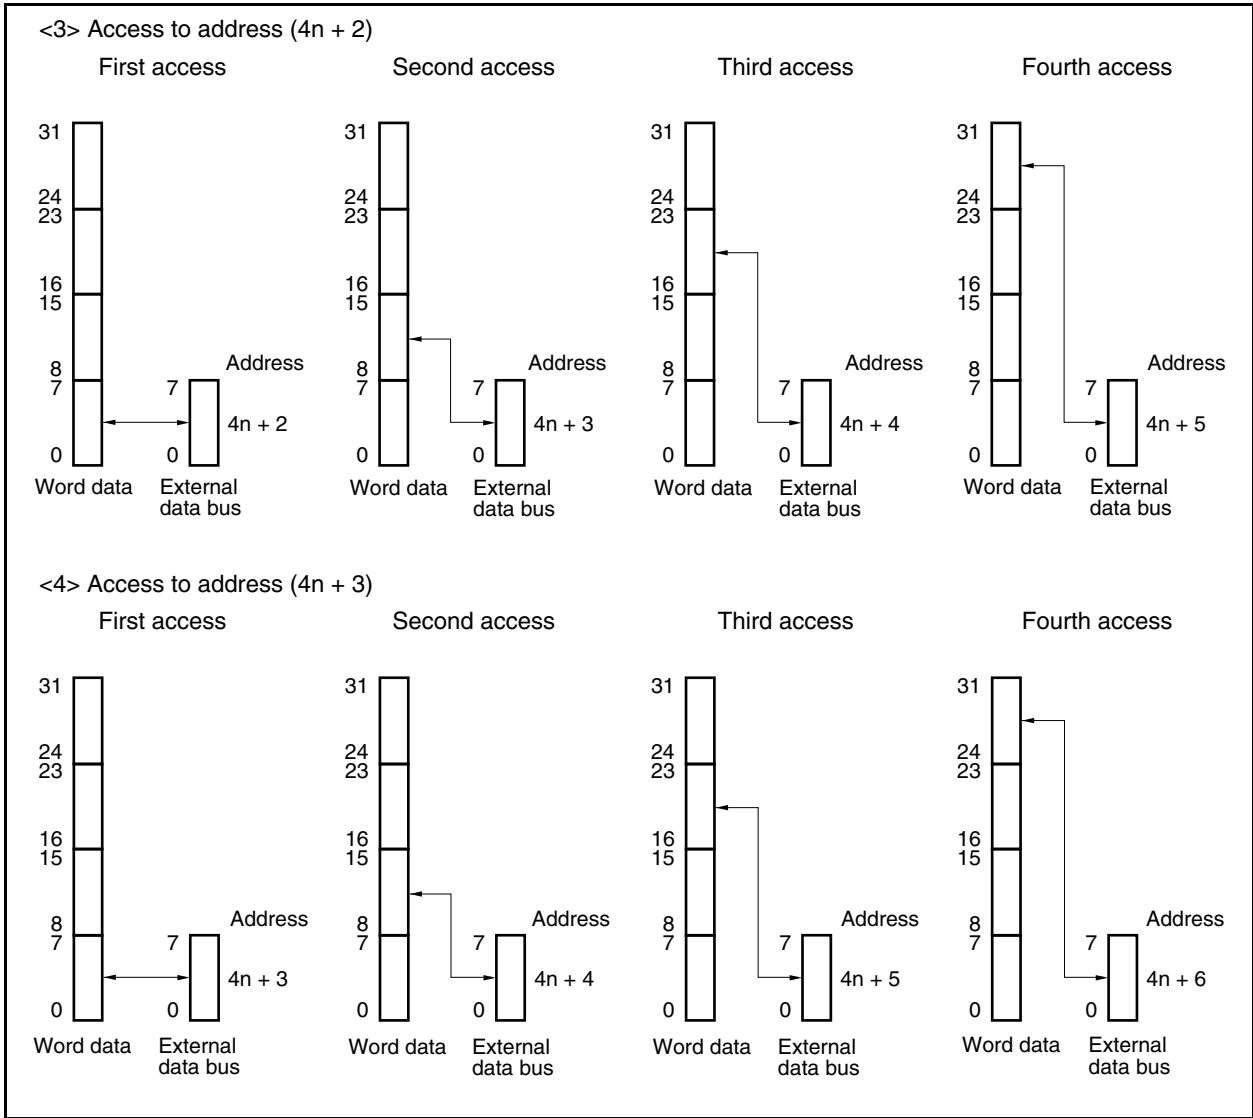 <3> Access to address (4n + 2)
First access Second access Third access Fourth access
31 31 31 31
24 24 24 24
23 23 23 23
16 16 16 16
15 15 15 15
Address Address Address Address
8 8 8 8
7 7 7 7 7 7 7 7
4n + 2 4n + 3 4n + 4 4n + 5
0 0 0 0 0 0 0 0
Word data External Word data External Word data External Word data External
data bus data bus data bus data bus
<4> Access to address (4n + 3)
First access Second access Third access Fourth access
31 31 31 31
24 24 24 24
23 23 23 23
16 16 16 16
15 15 15 15
Address Address Address Address
8 8 8 8
7 7 7 7 7 7 7 7
4n + 3 4n + 4 4n + 5 4n + 6
0 0 0 0 0 0 0 0
Word data External Word data External Word data External Word data External
data bus data bus data bus data bus